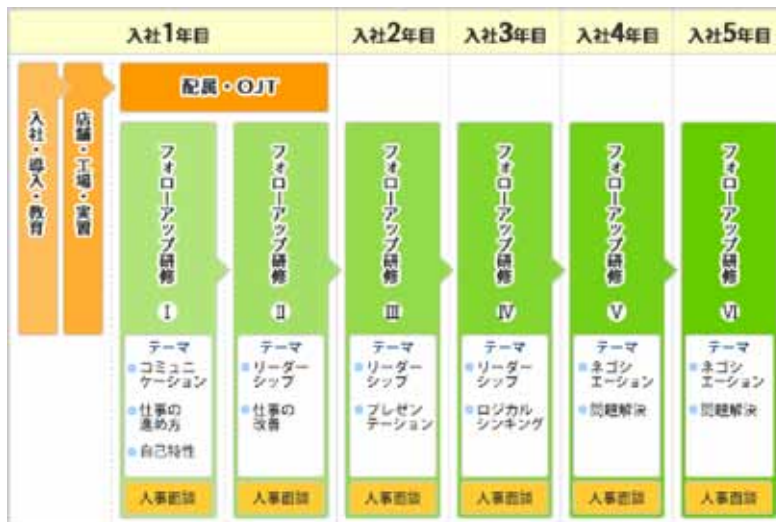 入社1年目
入社2年目
入社3年目
入社4年目
入社5年目
入社・導入・教育
店舗・工場・実習
配属・OJT
フォローアップ研修
I
テーマ
コミュニ
ケーション
仕事の
進め方
自己特性
人事面談
フォローアップ研修
II
テーマ
リーダー
シップ
仕事の
改善
人事面談
フォローアップ研修
III
テーマ
リーダー
シップ
プレゼン
テーション
人事面談
フォローアップ研修
IV
テーマ
リーダー
シップ
ロジカル
シンキング
人事面談
フォローアップ研修
V
テーマ
ネゴシ
エーション
問題解決
人事面談
フォローアップ研修
VI
テーマ
ネゴシ
エーション
問題解決
人事面談